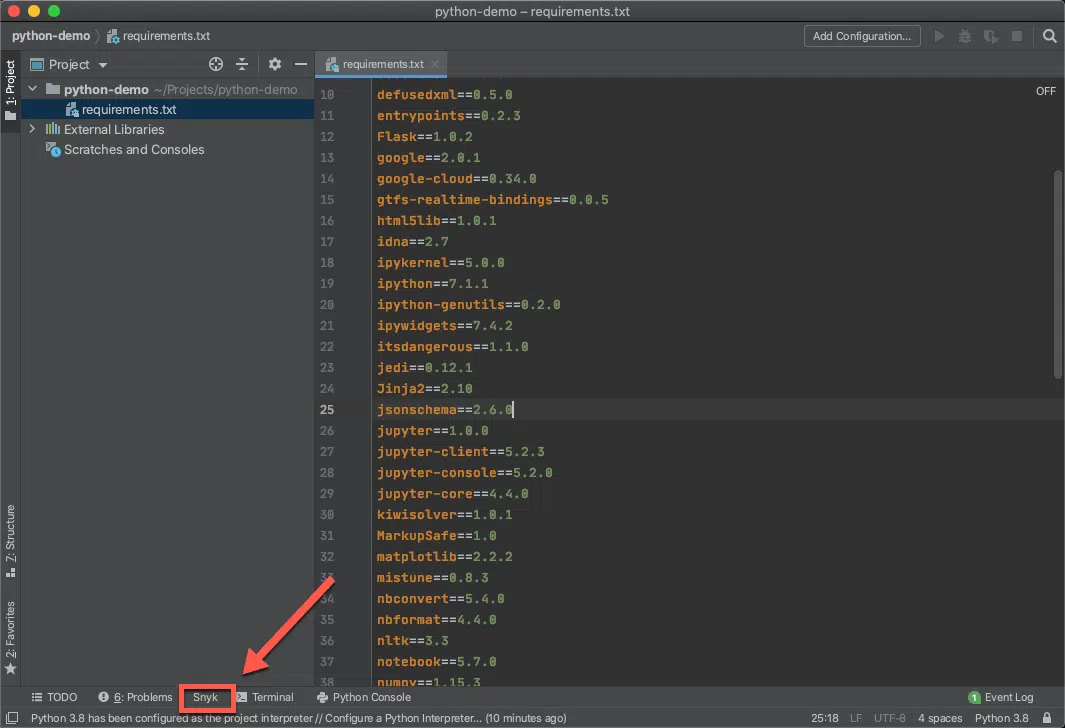 python-demo – requirements.txt
python-demo requirements.txt Add Configuration...
1: Project
Project
requirements.txt
python-demo ~/Projects/python-demo
requirements.txt
External Libraries
Scratches and Consoles
OFF
10 defusedxml==0.5.0
11 entrypoints==0.2.3
12 Flask==1.0.2
13 google==2.0.1
14 google-cloud==0.34.0
15 gtfs-realtime-bindings==0.0.5
16 html5lib==1.0.1
17 idna==2.7
18 ipykernel==5.0.0
19 ipython==7.1.1
20 ipython-genutils==0.2.0
21 ipywidgets==7.4.2
22 itsdangerous==1.1.0
23 jedi==0.12.1
24 Jinja2==2.10
25 jsonschema==2.6.0
26 jupyter==1.0.0
27 jupyter-client==5.2.3
28 jupyter-console==5.2.0
29 jupyter-core==4.4.0
30 kiwisolver==1.0.1
31 MarkupSafe==1.0
32 matplotlib==2.2.2
33 mistune==0.8.3
34 nbconvert==5.4.0
35 nbformat==4.4.0
36 nltk==3.3
37 notebook==5.7.0
38 numpy==1.15.3
Z: Structure
2: Favorites
TODO 6: Problems Snyk Terminal Python Console Event Log
1
Python 3.8 has been configured as the project interpreter // Configure a Python Interpreter... (10 minutes ago) 25:18 LF UTF-8 4 spaces Python 3.8